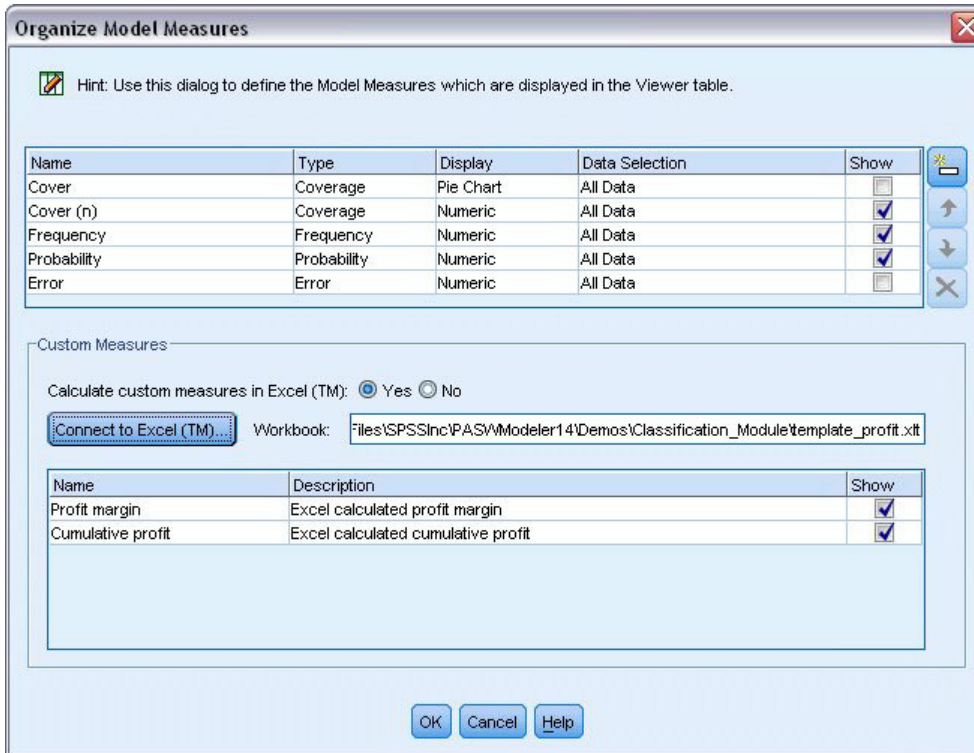 Organize Model Measures
Hint: Use this dialog to define the Model Measures which are displayed in the Viewer table.
Name Type Display Data Selection Show
Cover Coverage Pie Chart All Data
Cover (n) Coverage Numeric All Data
Frequency Frequency Numeric All Data
Probability Probability Numeric All Data
Error Error Numeric All Data
Custom Measures
Calculate custom measures in Excel (TM): Yes No
Connect to Excel (TM)... Workbook: Files\SPSSInc\PASWModeler14\Demos\Classification_Module\template_profit.xlt
Name Description Show
Profit margin Excel calculated profit margin
Cumulative profit Excel calculated cumulative profit
OK Cancel Help